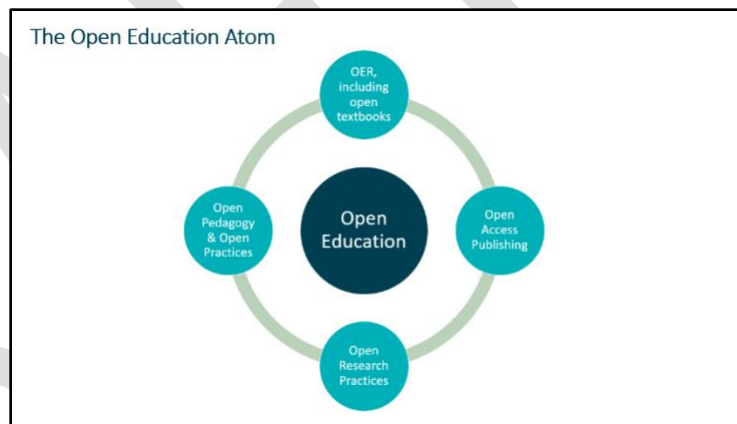 The Open Education Atom
OER,
including
open
textbooks
Open
Pedagogy
& Open
Practices
Open
Education
Open
Access
Publishing
Open
Research
Practices